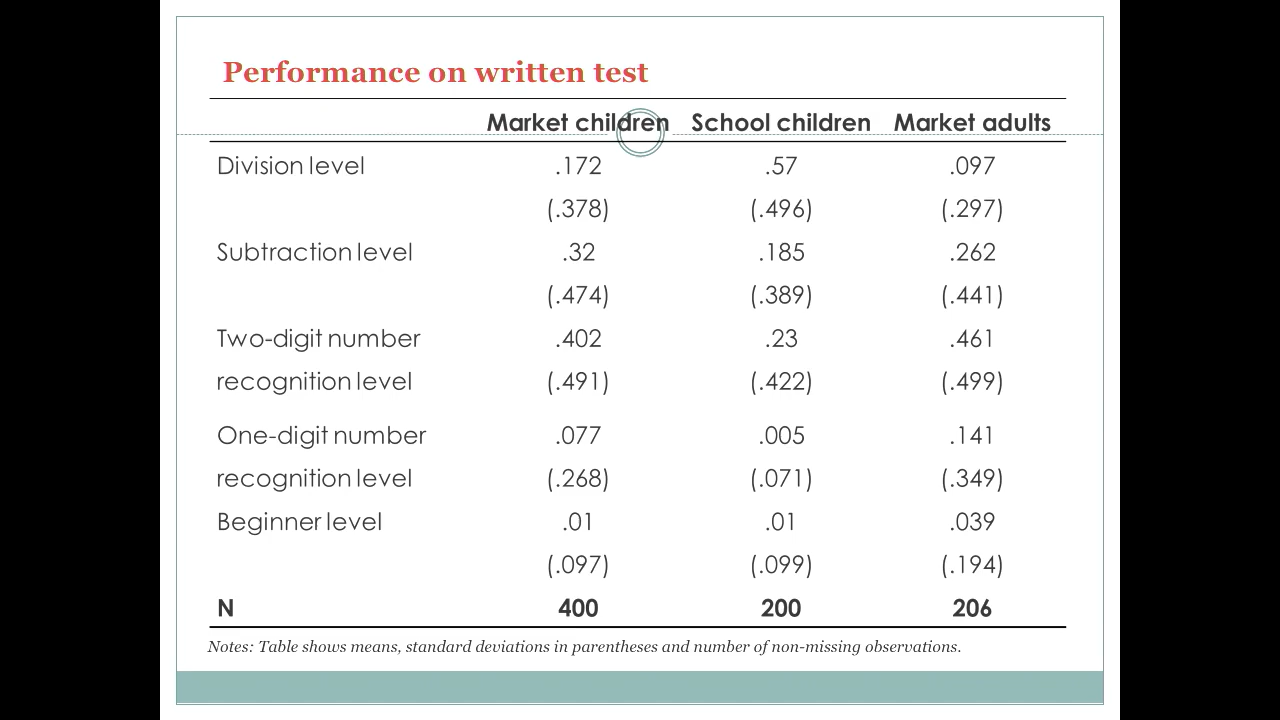 Performance on written test
Market children School children Market adults
Division level .172 .57 .097
(.378) (.496) (.297)
Subtraction level .32 .185 .262
(.474) (.389) (.441)
Two-digit number .402 .23 .461
recognition level (.491) (.422) (.499)
One-digit number .077 .005 .141
recognition level (.268) (.071) (.349)
Beginner level .01 .01 .039
(.097) (.099) (.194)
N 400 200 206
Notes: Table shows means, standard deviations in parentheses and number of non-missing observations.